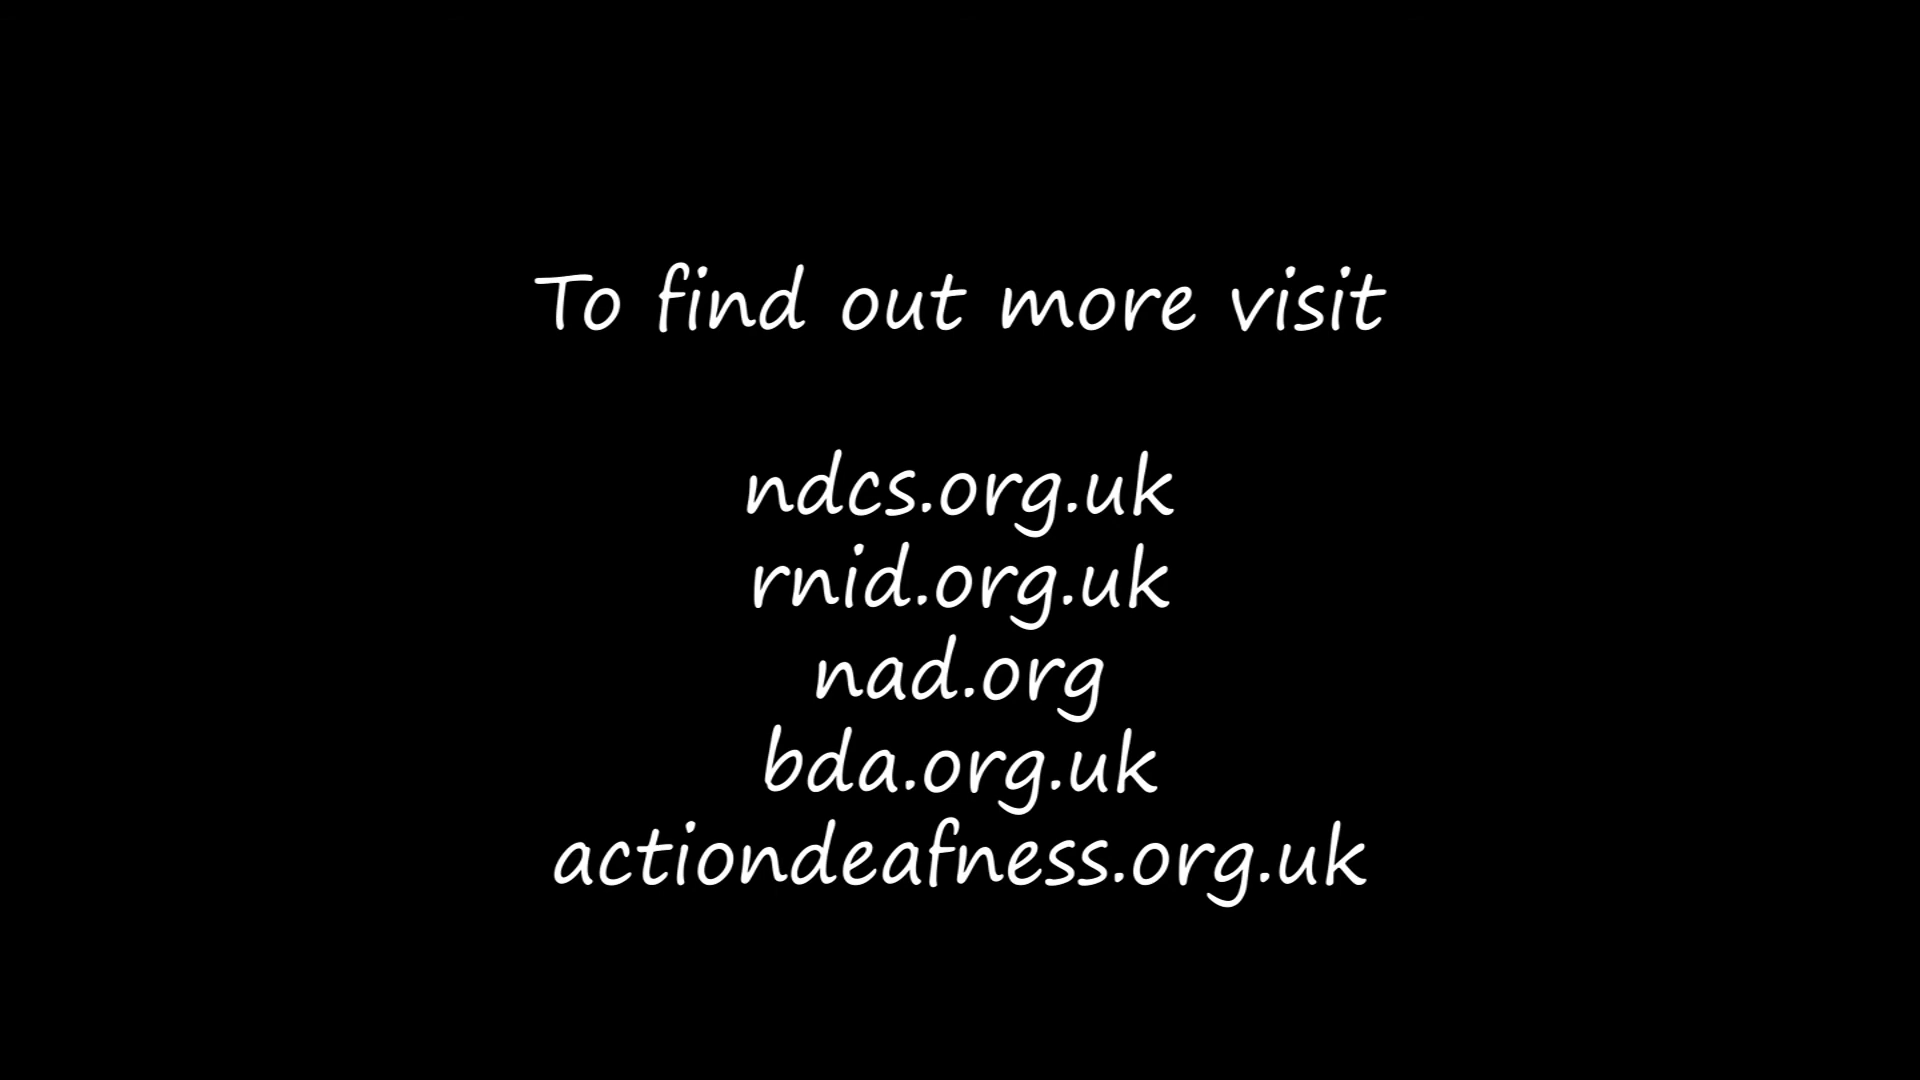 To find out more visit
ndcs.org.uk
rnid.org.uk
nad.org
bda.org.uk
actiondeafness.org.uk